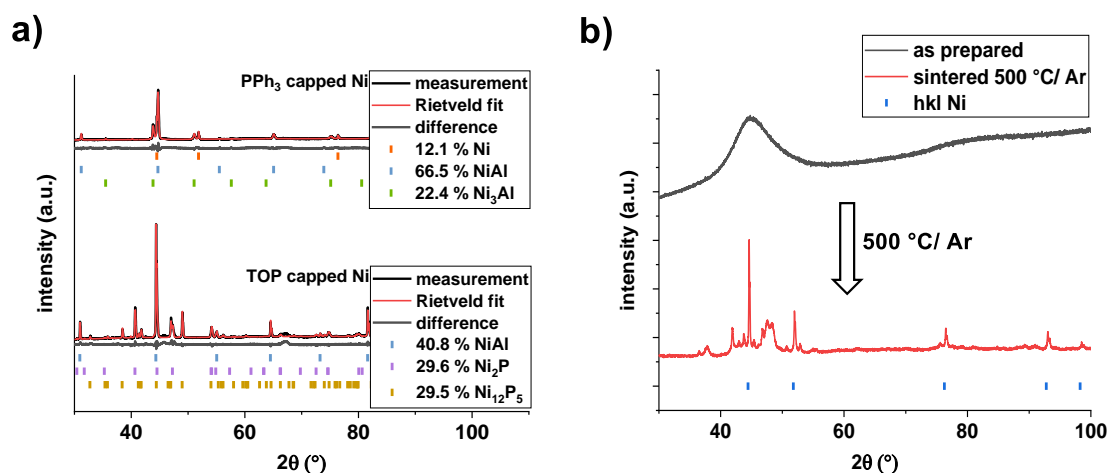 a)
PPh₃ capped Ni
measurement
Rietveld fit
difference
12.1 % Ni
66.5 % NiAl
22.4 % Ni₃Al
TOP capped Ni
measurement
Rietveld fit
difference
40.8 % NiAl
29.6 % Ni₂P
29.5 % Ni₁₂P₅
intensity (a.u.)
40 60 80 100
2θ (°)
b)
as prepared
sintered 500 °C/ Ar
hkl Ni
500 °C/ Ar
intensity (a.u.)
40 60 80 100
2θ (°)